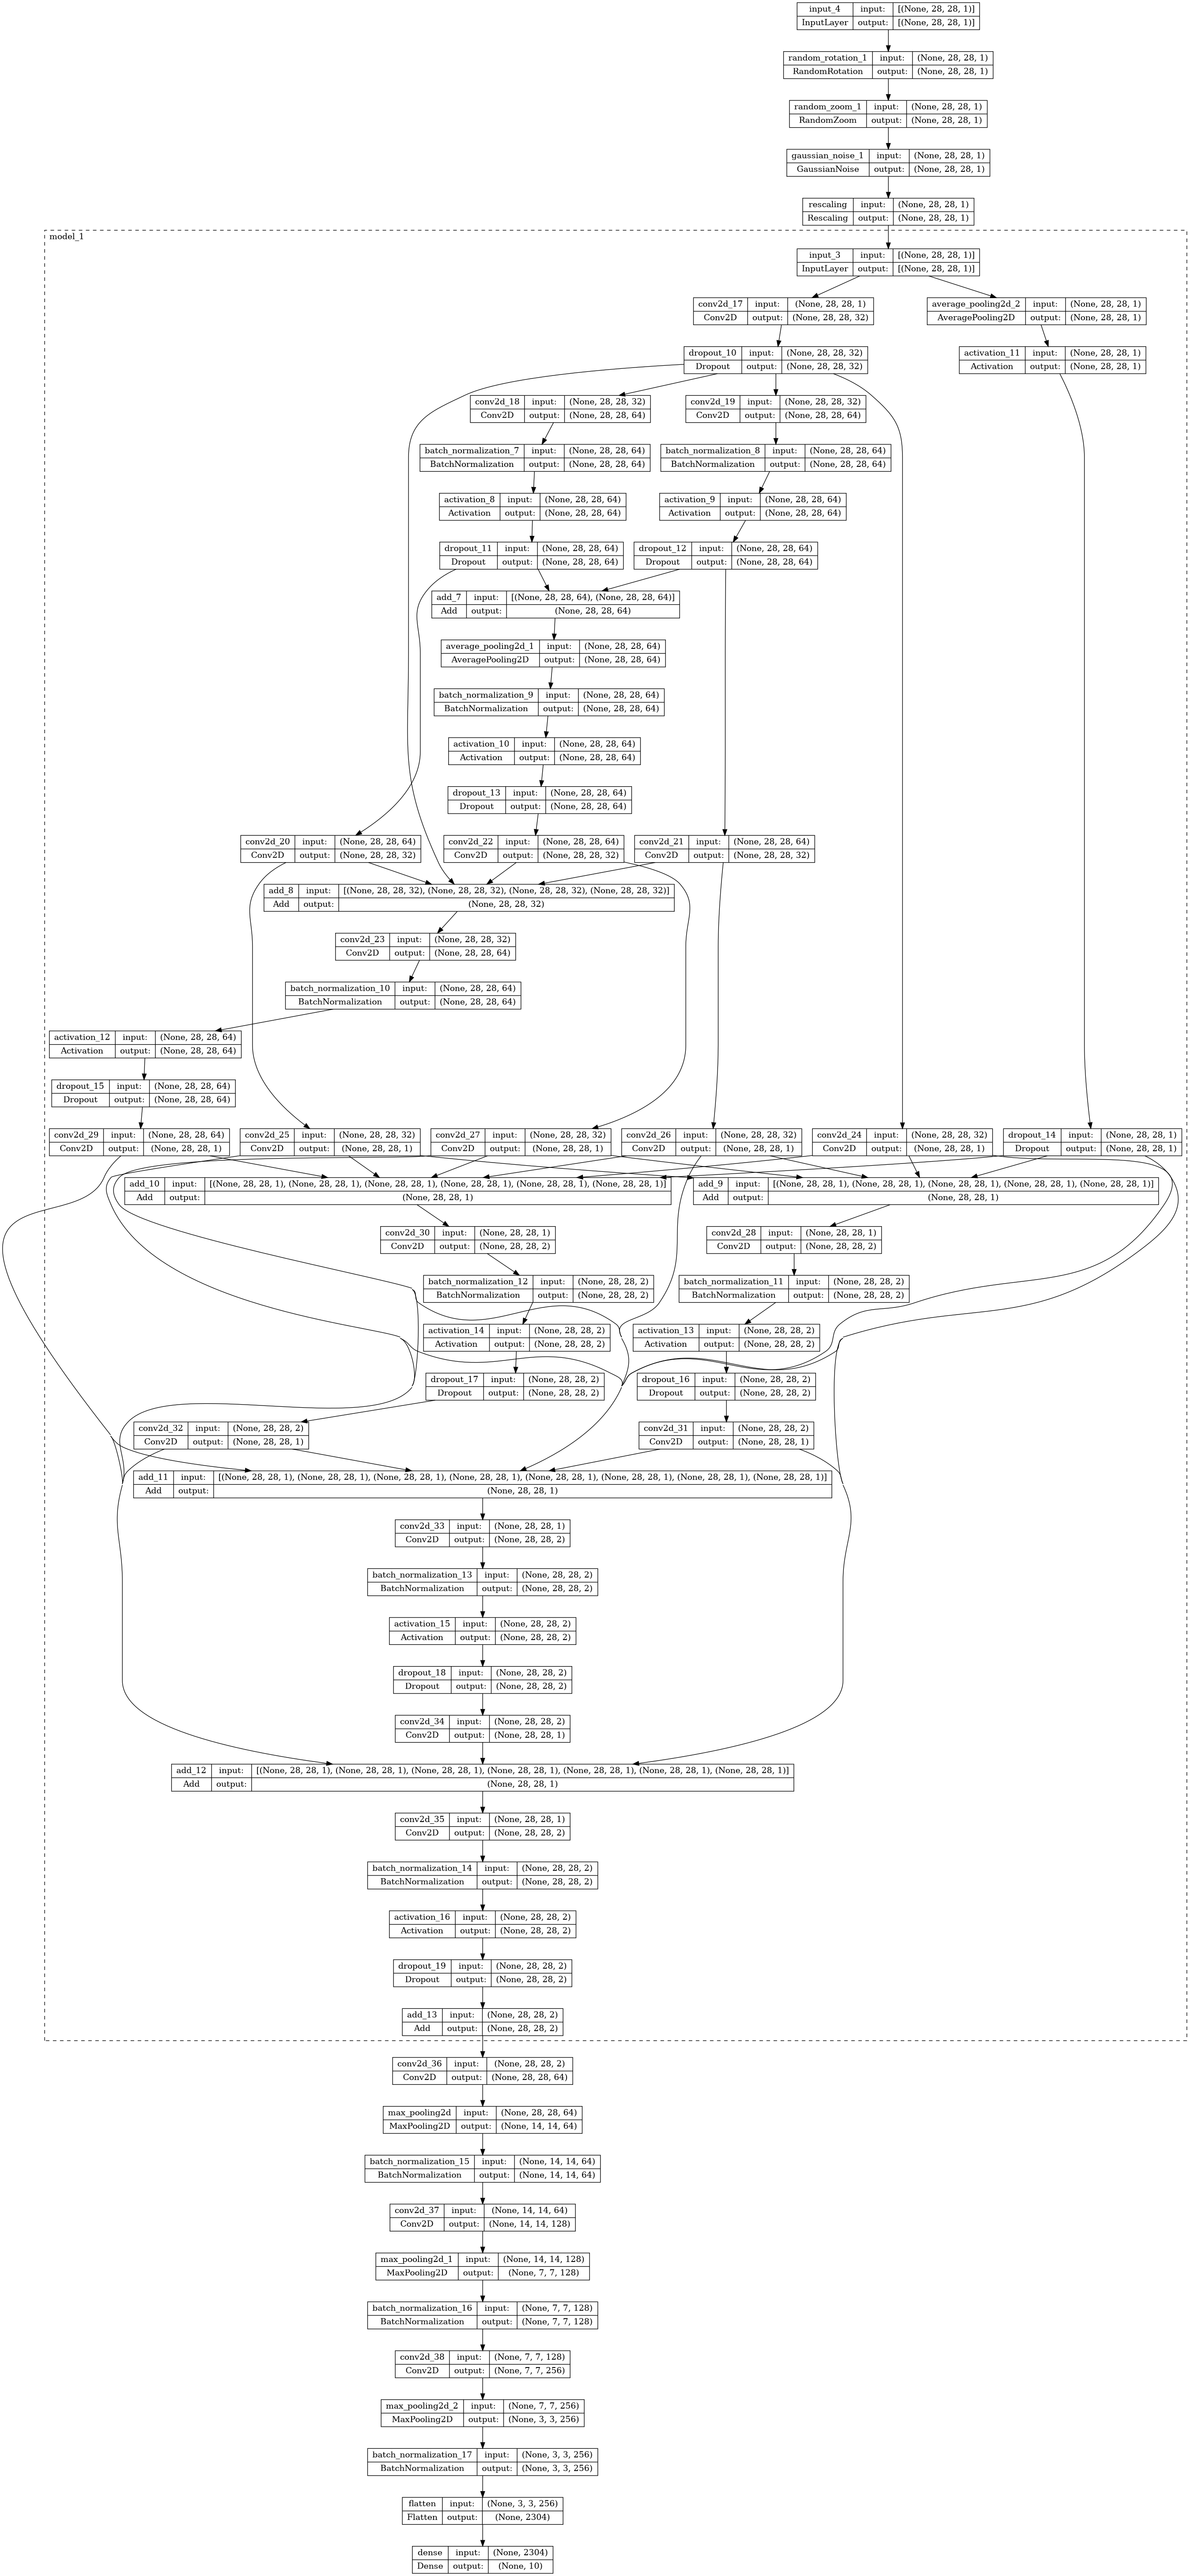 input_4 input: [(None, 28, 28, 1)]
InputLayer output: [(None, 28, 28, 1)]
random_rotation_1 input: (None, 28, 28, 1)
RandomRotation output: (None, 28, 28, 1)
random_zoom_1 input: (None, 28, 28, 1)
RandomZoom output: (None, 28, 28, 1)
gaussian_noise_1 input: (None, 28, 28, 1)
GaussianNoise output: (None, 28, 28, 1)
rescaling input: (None, 28, 28, 1)
Rescaling output: (None, 28, 28, 1)
model_1
input_3 input: [(None, 28, 28, 1)]
InputLayer output: [(None, 28, 28, 1)]
conv2d_17 input: (None, 28, 28, 1)
Conv2D output: (None, 28, 28, 32)
average_pooling2d_2 input: (None, 28, 28, 1)
AveragePooling2D output: (None, 28, 28, 1)
dropout_10 input: (None, 28, 28, 32)
Dropout output: (None, 28, 28, 32)
activation_11 input: (None, 28, 28, 1)
Activation output: (None, 28, 28, 1)
conv2d_18 input: (None, 28, 28, 32)
Conv2D output: (None, 28, 28, 64)
conv2d_19 input: (None, 28, 28, 32)
Conv2D output: (None, 28, 28, 64)
batch_normalization_7 input: (None, 28, 28, 64)
BatchNormalization output: (None, 28, 28, 64)
batch_normalization_8 input: (None, 28, 28, 64)
BatchNormalization output: (None, 28, 28, 64)
activation_8 input: (None, 28, 28, 64)
Activation output: (None, 28, 28, 64)
activation_9 input: (None, 28, 28, 64)
Activation output: (None, 28, 28, 64)
dropout_11 input: (None, 28, 28, 64)
Dropout output: (None, 28, 28, 64)
dropout_12 input: (None, 28, 28, 64)
Dropout output: (None, 28, 28, 64)
add_7 input: [(None, 28, 28, 64), (None, 28, 28, 64)]
Add output: (None, 28, 28, 64)
average_pooling2d_1 input: (None, 28, 28, 64)
AveragePooling2D output: (None, 28, 28, 64)
batch_normalization_9 input: (None, 28, 28, 64)
BatchNormalization output: (None, 28, 28, 64)
activation_10 input: (None, 28, 28, 64)
Activation output: (None, 28, 28, 64)
dropout_13 input: (None, 28, 28, 64)
Dropout output: (None, 28, 28, 64)
conv2d_20 input: (None, 28, 28, 64)
Conv2D output: (None, 28, 28, 32)
conv2d_22 input: (None, 28, 28, 64)
Conv2D output: (None, 28, 28, 32)
conv2d_21 input: (None, 28, 28, 64)
Conv2D output: (None, 28, 28, 32)
add_8 input: [(None, 28, 28, 32), (None, 28, 28, 32), (None, 28, 28, 32), (None, 28, 28, 32)]
Add output: (None, 28, 28, 32)
conv2d_23 input: (None, 28, 28, 32)
Conv2D output: (None, 28, 28, 64)
batch_normalization_10 input: (None, 28, 28, 64)
BatchNormalization output: (None, 28, 28, 64)
activation_12 input: (None, 28, 28, 64)
Activation output: (None, 28, 28, 64)
dropout_15 input: (None, 28, 28, 64)
Dropout output: (None, 28, 28, 64)
conv2d_29 input: (None, 28, 28, 64)
Conv2D output: (None, 28, 28, 1)
conv2d_25 input: (None, 28, 28, 32)
Conv2D output: (None, 28, 28, 1)
conv2d_27 input: (None, 28, 28, 32)
Conv2D output: (None, 28, 28, 1)
conv2d_26 input: (None, 28, 28, 32)
Conv2D output: (None, 28, 28, 1)
conv2d_24 input: (None, 28, 28, 32)
Conv2D output: (None, 28, 28, 1)
dropout_14 input: (None, 28, 28, 1)
Dropout output: (None, 28, 28, 1)
add_10 input: [(None, 28, 28, 1), (None, 28, 28, 1), (None, 28, 28, 1), (None, 28, 28, 1), (None, 28, 28, 1), (None, 28, 28, 1)]
Add output: (None, 28, 28, 1)
add_9 input: [(None, 28, 28, 1), (None, 28, 28, 1), (None, 28, 28, 1), (None, 28, 28, 1), (None, 28, 28, 1)]
Add output: (None, 28, 28, 1)
conv2d_30 input: (None, 28, 28, 1)
Conv2D output: (None, 28, 28, 2)
conv2d_28 input: (None, 28, 28, 1)
Conv2D output: (None, 28, 28, 2)
batch_normalization_12 input: (None, 28, 28, 2)
BatchNormalization output: (None, 28, 28, 2)
batch_normalization_11 input: (None, 28, 28, 2)
BatchNormalization output: (None, 28, 28, 2)
activation_14 input: (None, 28, 28, 2)
Activation output: (None, 28, 28, 2)
activation_13 input: (None, 28, 28, 2)
Activation output: (None, 28, 28, 2)
dropout_17 input: (None, 28, 28, 2)
Dropout output: (None, 28, 28, 2)
dropout_16 input: (None, 28, 28, 2)
Dropout output: (None, 28, 28, 2)
conv2d_32 input: (None, 28, 28, 2)
Conv2D output: (None, 28, 28, 1)
conv2d_31 input: (None, 28, 28, 2)
Conv2D output: (None, 28, 28, 1)
add_11 input: [(None, 28, 28, 1), (None, 28, 28, 1), (None, 28, 28, 1), (None, 28, 28, 1), (None, 28, 28, 1), (None, 28, 28, 1), (None, 28, 28, 1), (None, 28, 28, 1)]
Add output: (None, 28, 28, 1)
conv2d_33 input: (None, 28, 28, 1)
Conv2D output: (None, 28, 28, 2)
batch_normalization_13 input: (None, 28, 28, 2)
BatchNormalization output: (None, 28, 28, 2)
activation_15 input: (None, 28, 28, 2)
Activation output: (None, 28, 28, 2)
dropout_18 input: (None, 28, 28, 2)
Dropout output: (None, 28, 28, 2)
conv2d_34 input: (None, 28, 28, 2)
Conv2D output: (None, 28, 28, 1)
add_12 input: [(None, 28, 28, 1), (None, 28, 28, 1), (None, 28, 28, 1), (None, 28, 28, 1), (None, 28, 28, 1), (None, 28, 28, 1), (None, 28, 28, 1)]
Add output: (None, 28, 28, 1)
conv2d_35 input: (None, 28, 28, 1)
Conv2D output: (None, 28, 28, 2)
batch_normalization_14 input: (None, 28, 28, 2)
BatchNormalization output: (None, 28, 28, 2)
activation_16 input: (None, 28, 28, 2)
Activation output: (None, 28, 28, 2)
dropout_19 input: (None, 28, 28, 2)
Dropout output: (None, 28, 28, 2)
add_13 input: (None, 28, 28, 2)
Add output: (None, 28, 28, 2)
conv2d_36 input: (None, 28, 28, 2)
Conv2D output: (None, 28, 28, 64)
max_pooling2d input: (None, 28, 28, 64)
MaxPooling2D output: (None, 14, 14, 64)
batch_normalization_15 input: (None, 14, 14, 64)
BatchNormalization output: (None, 14, 14, 64)
conv2d_37 input: (None, 14, 14, 64)
Conv2D output: (None, 14, 14, 128)
max_pooling2d_1 input: (None, 14, 14, 128)
MaxPooling2D output: (None, 7, 7, 128)
batch_normalization_16 input: (None, 7, 7, 128)
BatchNormalization output: (None, 7, 7, 128)
conv2d_38 input: (None, 7, 7, 128)
Conv2D output: (None, 7, 7, 256)
max_pooling2d_2 input: (None, 7, 7, 256)
MaxPooling2D output: (None, 3, 3, 256)
batch_normalization_17 input: (None, 3, 3, 256)
BatchNormalization output: (None, 3, 3, 256)
flatten input: (None, 3, 3, 256)
Flatten output: (None, 2304)
dense input: (None, 2304)
Dense output: (None, 10)